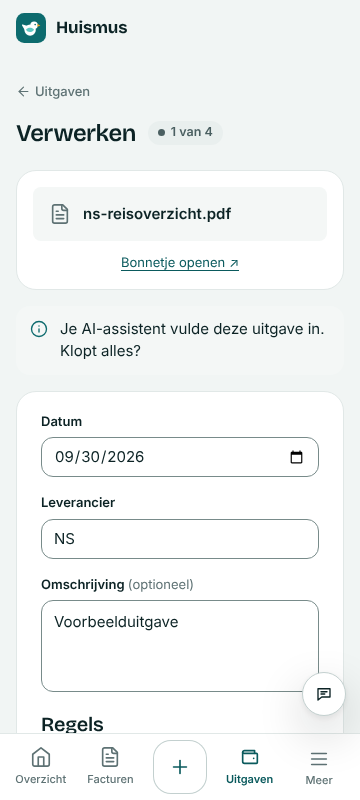 Huismus
← Uitgaven
Verwerken
1 van 4
ns-reisoverzicht.pdf
Bonnetje openen ↗
Je AI-assistent vulde deze uitgave in.
Klopt alles?
Datum
09/30/2026
Leverancier
NS
Omschrijving (optioneel)
Voorbeelduitgave
Regels
Overzicht
Facturen
Uitgaven
Meer